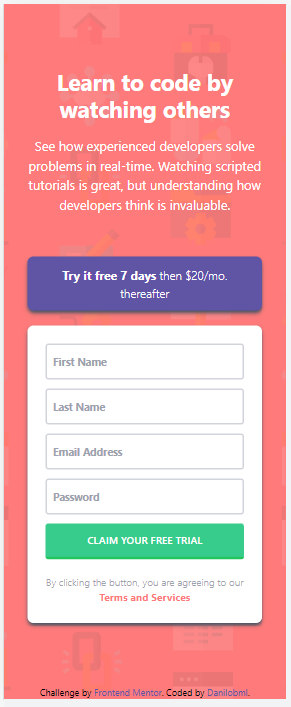 Learn to code by
watching others
See how experienced developers solve
problems in real-time. Watching scripted
tutorials is great, but understanding how
developers think is invaluable.
Try it free 7 days then $20/mo.
thereafter
First Name
Last Name
Email Address
Password
CLAIM YOUR FREE TRIAL
By clicking the button, you are agreeing to our
Terms and Services
Challenge by Frontend Mentor. Coded by Danilobml.